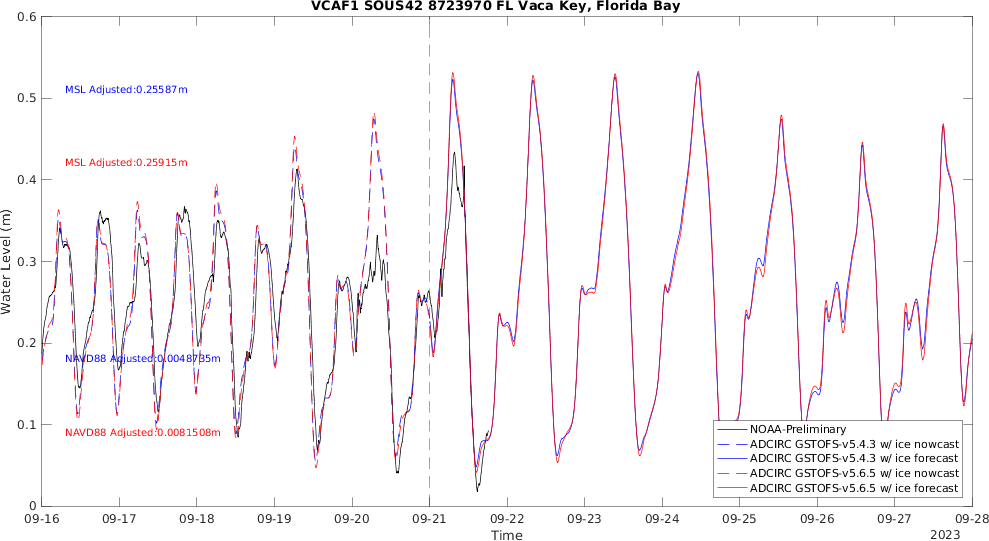 VCAF1 SOUS42 8723970 FL Vaca Key, Florida Bay
0.6
0.5
0.4
0.3
0.2
0.1
0
Water Level (m)
MSL Adjusted:0.25587m
MSL Adjusted:0.25915m
NAVD88 Adjusted:0.0048735m
NAVD88 Adjusted:0.0081508m
NOAA-Preliminary
ADCIRC GSTOFS-v5.4.3 w/ ice nowcast
ADCIRC GSTOFS-v5.4.3 w/ ice forecast
ADCIRC GSTOFS-v5.6.5 w/ ice nowcast
ADCIRC GSTOFS-v5.6.5 w/ ice forecast
09-16 09-17 09-18 09-19 09-20 09-21 09-22 09-23 09-24 09-25 09-26 09-27 09-28
Time
2023